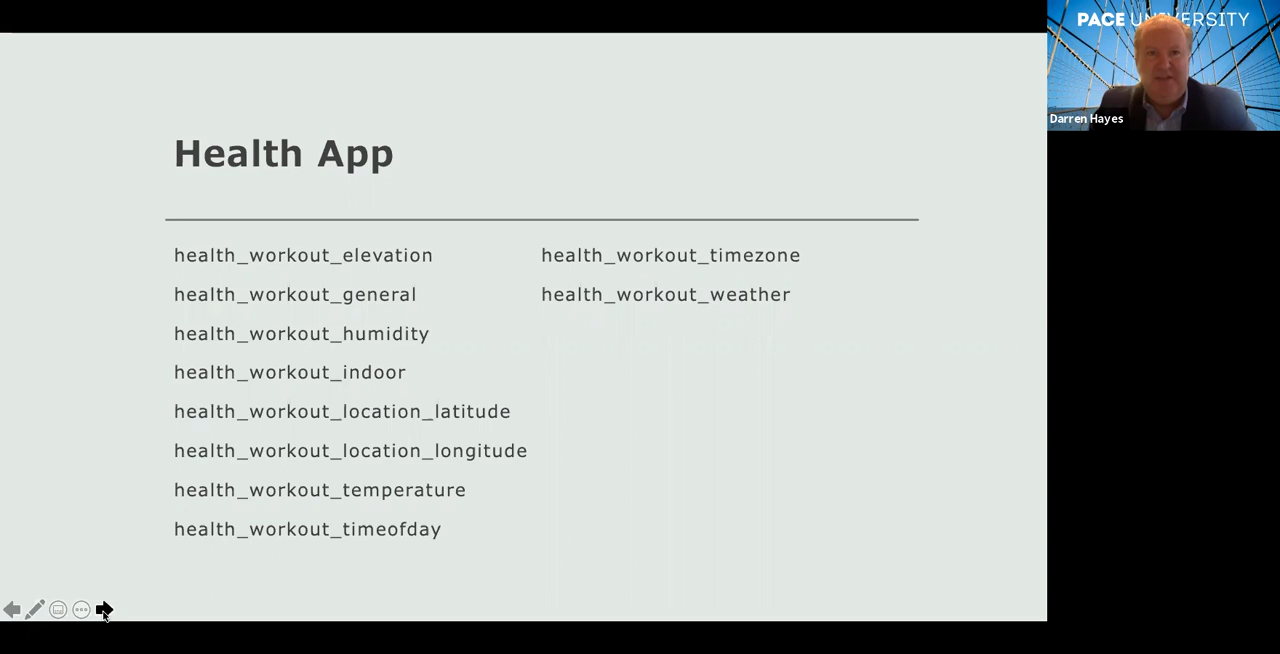 PACE UNIVERSITY
Darren Hayes
Health App
health_workout_elevation
health_workout_general
health_workout_humidity
health_workout_indoor
health_workout_location_latitude
health_workout_location_longitude
health_workout_temperature
health_workout_timeofday
health_workout_timezone
health_workout_weather